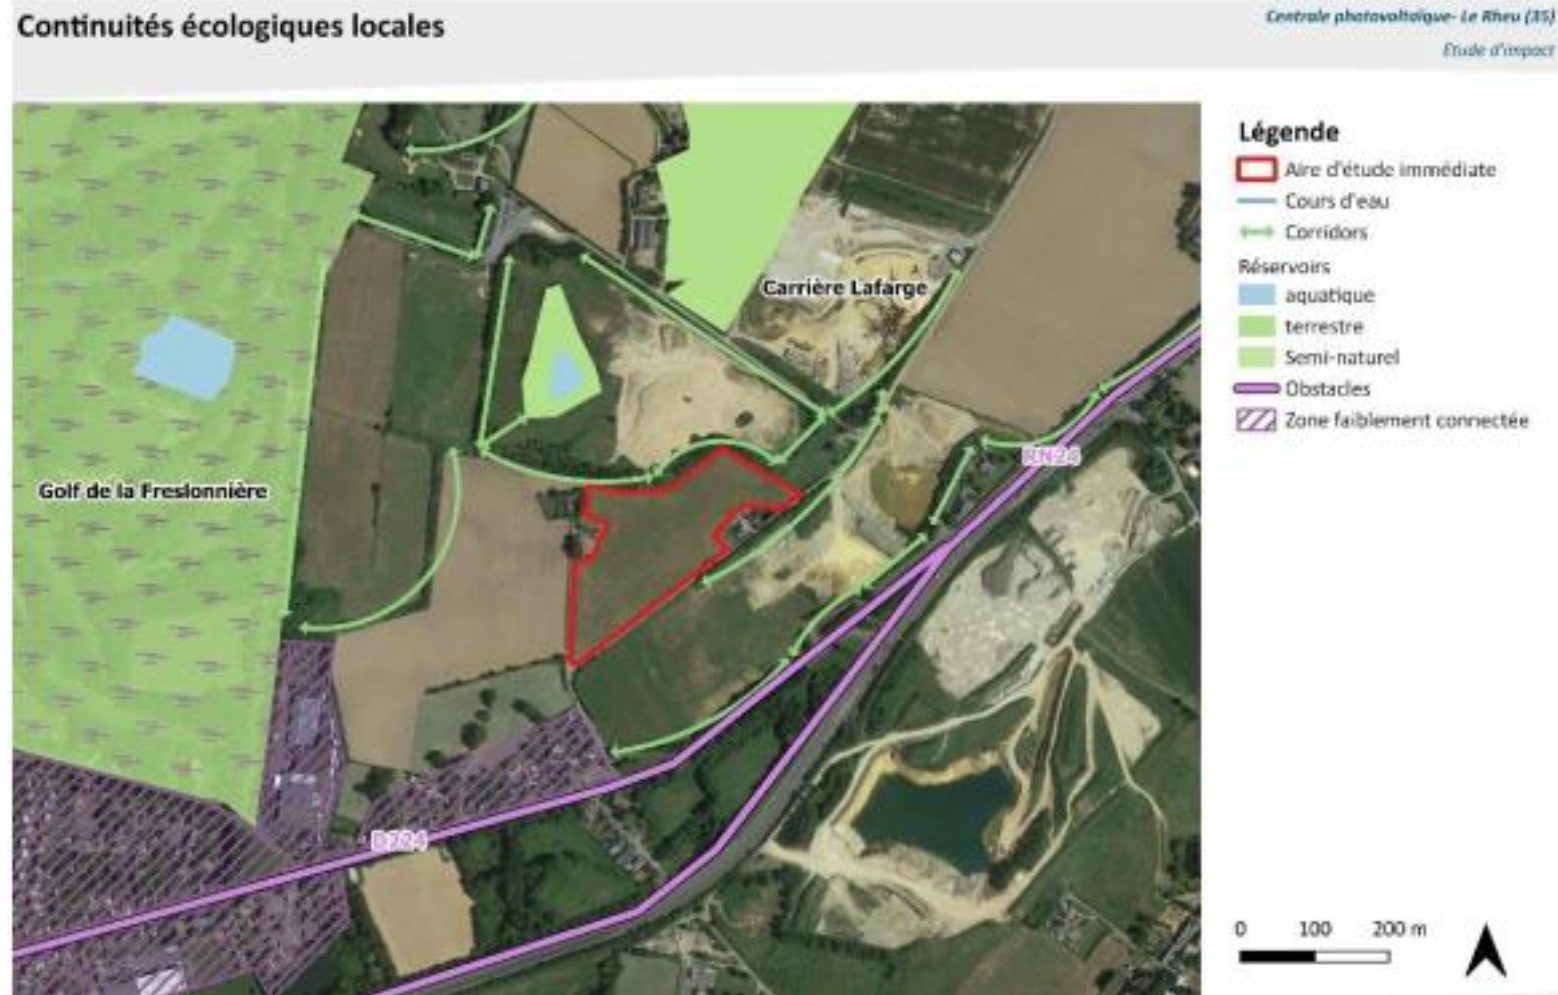 Continuités écologiques locales
Centrale photovoltaïque- Le Rheu (35)
Etude d'impact
Carrière Lafarge
Golf de la Freslonnière
RN24
D224
Légende
Aire d'étude immédiate
Cours d'eau
Corridors
Réservoirs
aquatique
terrestre
Semi-naturel
Obstacles
Zone faiblement connectée
0 100 200 m